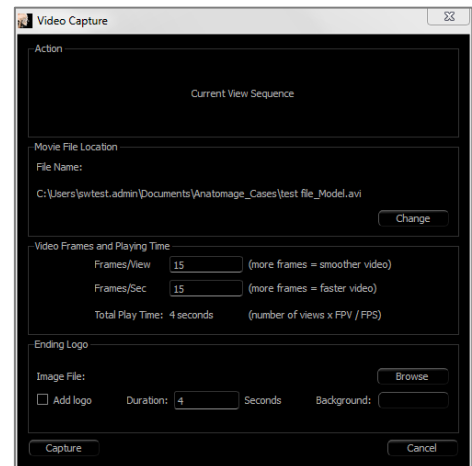 Video Capture
Action
Current View Sequence
Movie File Location
File Name:
C:\Users\swtest.admin\Documents\Anatomage_Cases\test file_Model.avi
Change
Video Frames and Playing Time
Frames/View 15 (more frames = smoother video)
Frames/Sec 15 (more frames = faster video)
Total Play Time: 4 seconds (number of views x FPV / FPS)
Ending Logo
Image File: Browse
Add logo Duration: 4 Seconds Background:
Capture Cancel